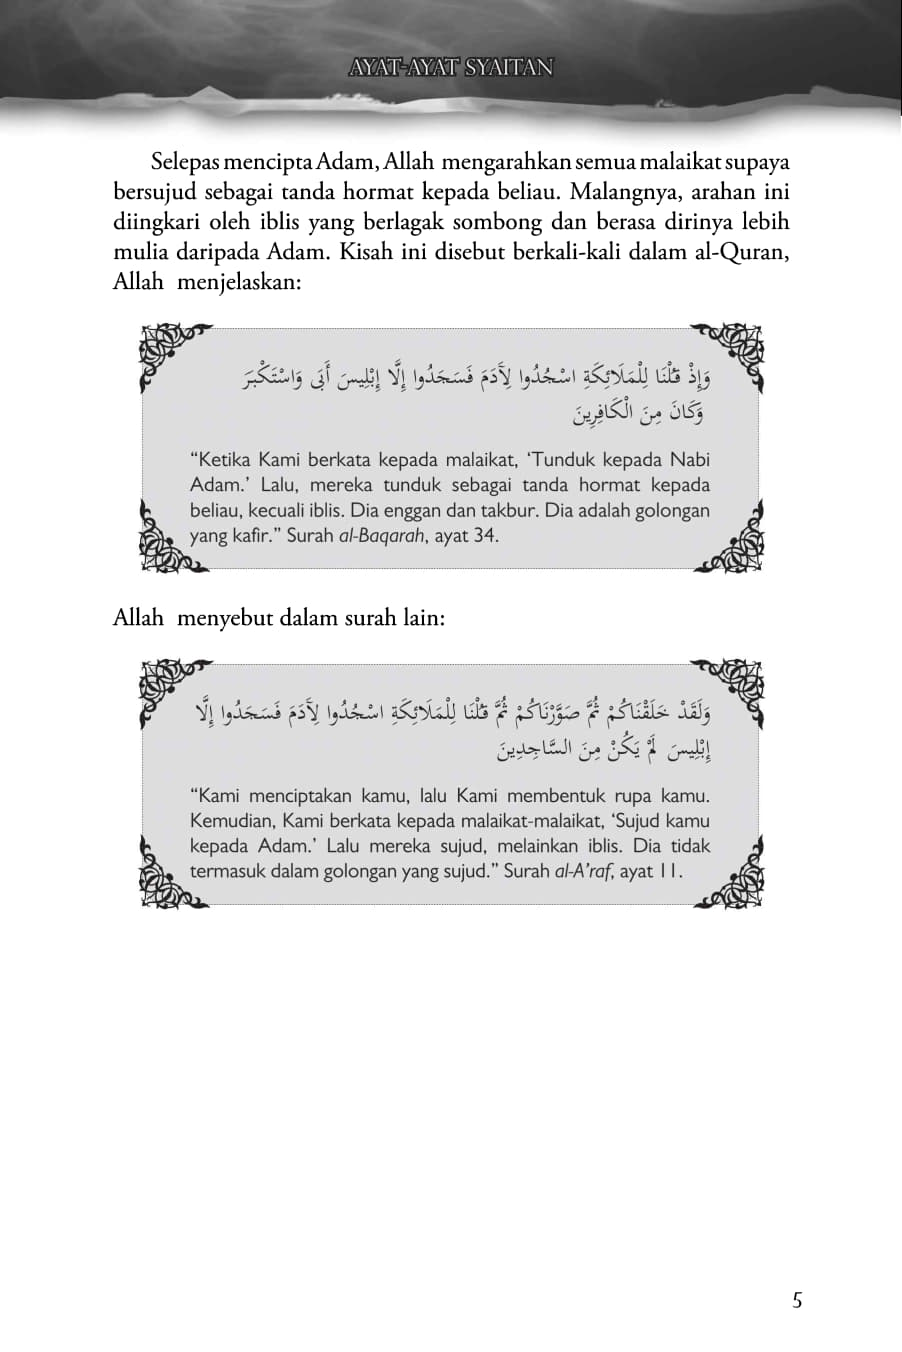 AYAT-AYAT SYAITAN
Selepas mencipta Adam, Allah mengarahkan semua malaikat supaya
bersujud sebagai tanda hormat kepada beliau. Malangnya, arahan ini
diingkari oleh iblis yang berlagak sombong dan berasa dirinya lebih
mulia daripada Adam. Kisah ini disebut berkali-kali dalam al-Quran,
Allah menjelaskan:
وَإِذْ قُلْنَا لِلْمَلَائِكَةِ اسْجُدُوا لِآَدَمَ فَسَجَدُوا إِلَّا إِبْلِيسَ أَبَى وَاسْتَكْبَرَ
وَكَانَ مِنَ الْكَافِرِينَ
“Ketika Kami berkata kepada malaikat, ‘Tunduk kepada Nabi
Adam.’ Lalu, mereka tunduk sebagai tanda hormat kepada
beliau, kecuali iblis. Dia enggan dan takbur. Dia adalah golongan
yang kafir.” Surah al-Baqarah, ayat 34.
Allah menyebut dalam surah lain:
وَلَقَدْ خَلَقْنَاكُمْ ثُمَّ صَوَّرْنَاكُمْ ثُمَّ قُلْنَا لِلْمَلَائِكَةِ اسْجُدُوا لِآَدَمَ فَسَجَدُوا إِلَّا
إِبْلِيسَ لَمْ يَكُنْ مِنَ السَّاجِدِينَ
“Kami menciptakan kamu, lalu Kami membentuk rupa kamu.
Kemudian, Kami berkata kepada malaikat-malaikat, ‘Sujud kamu
kepada Adam.’ Lalu mereka sujud, melainkan iblis. Dia tidak
termasuk dalam golongan yang sujud.” Surah al-A’raf, ayat 11.
5